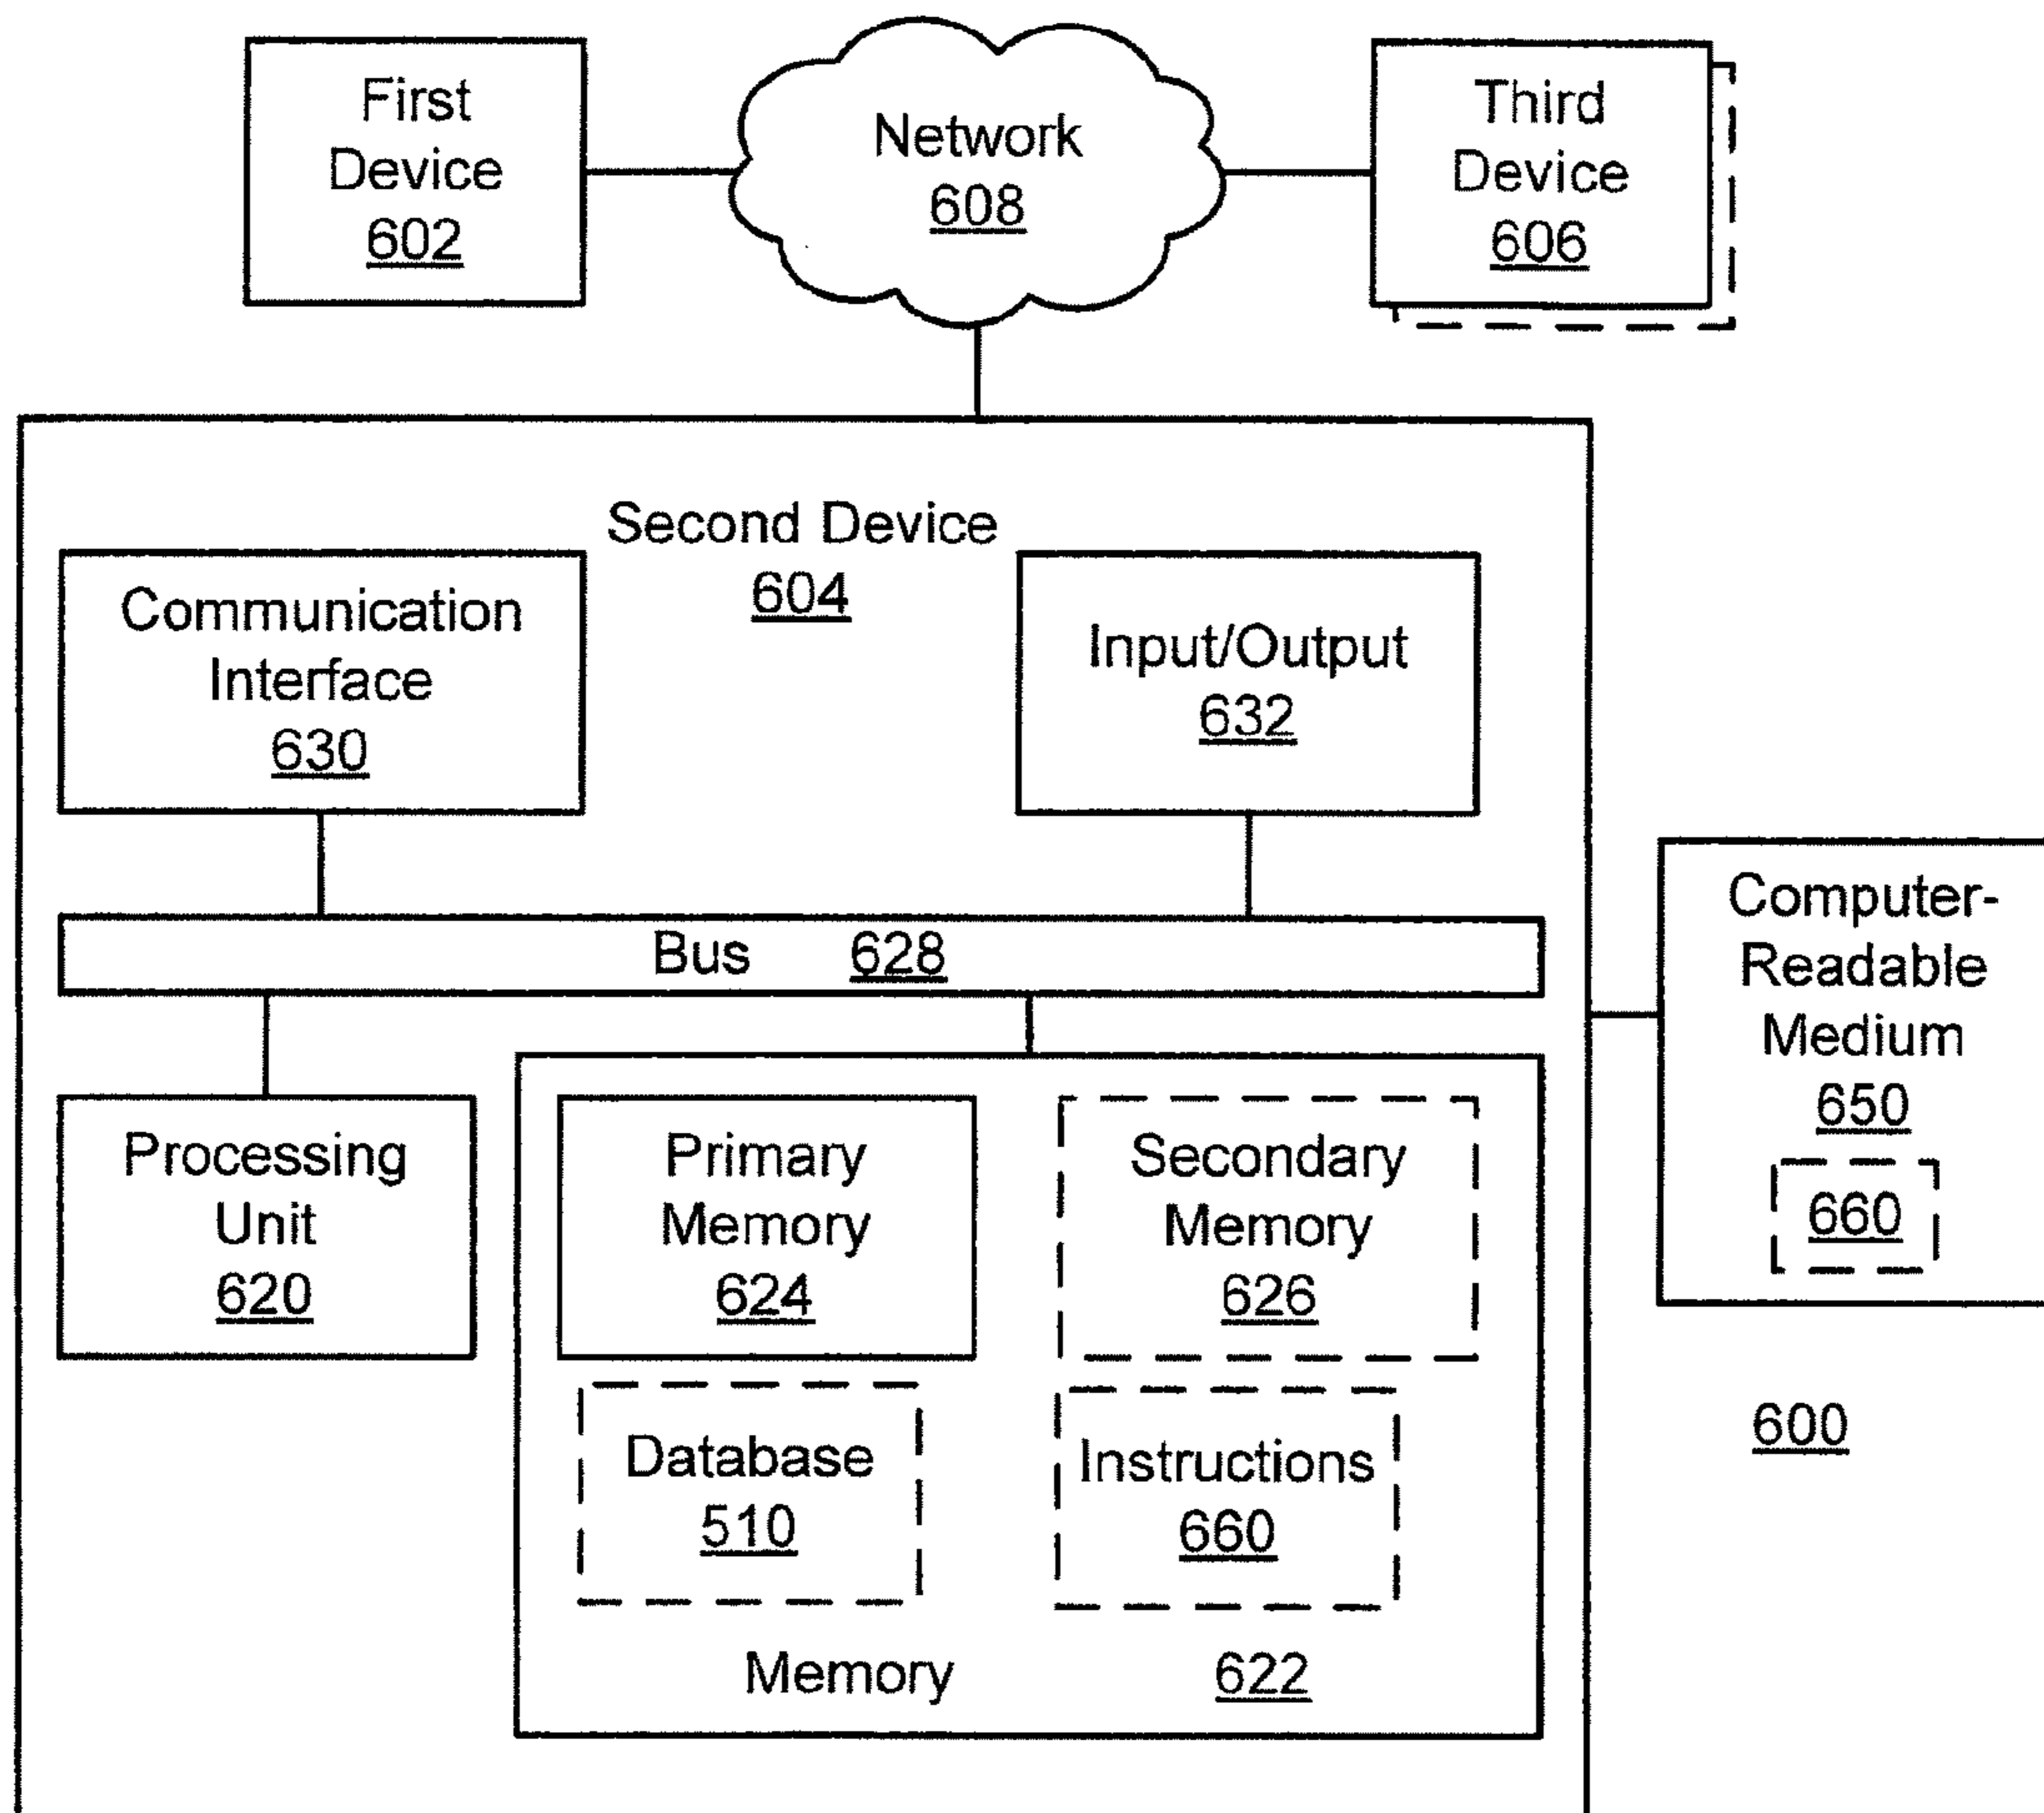 First
Device
602
Network
608
Third
Device
606
Second Device
604
Communication
Interface
630
Input/Output
632
Bus 628
Processing
Unit
620
Primary
Memory
624
Secondary
Memory
626
Database
510
Instructions
660
Memory 622
Computer-
Readable
Medium
650
660
600